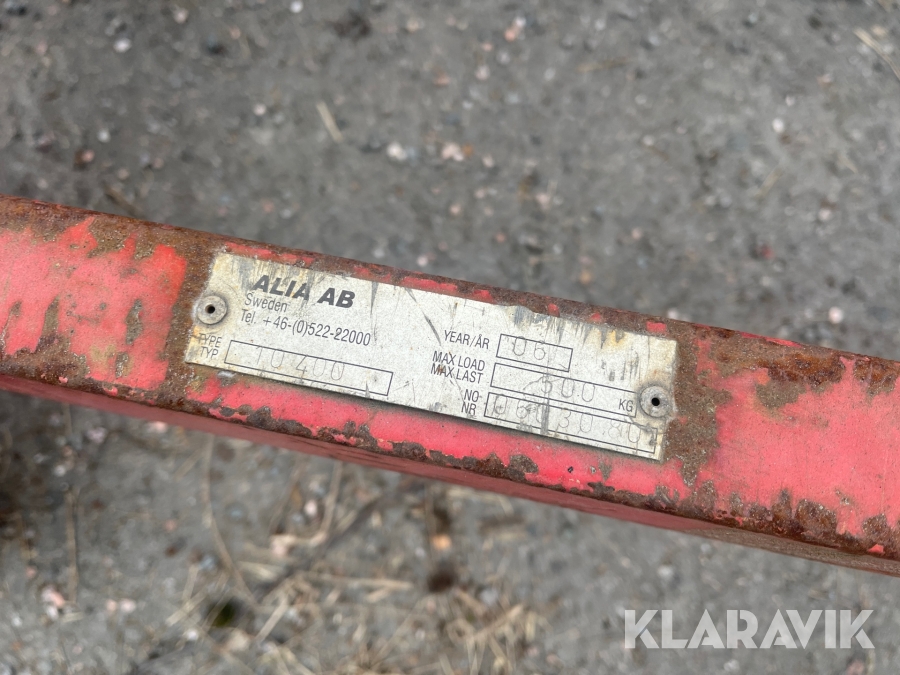 ALIA AB
Sweden
Tel. +46-(0)522-22000
TYPE
TYP
10400
YEAR/ÅR 06
MAX LOAD
MAX LAST
500 KG
NO
NR
KLARAVIK